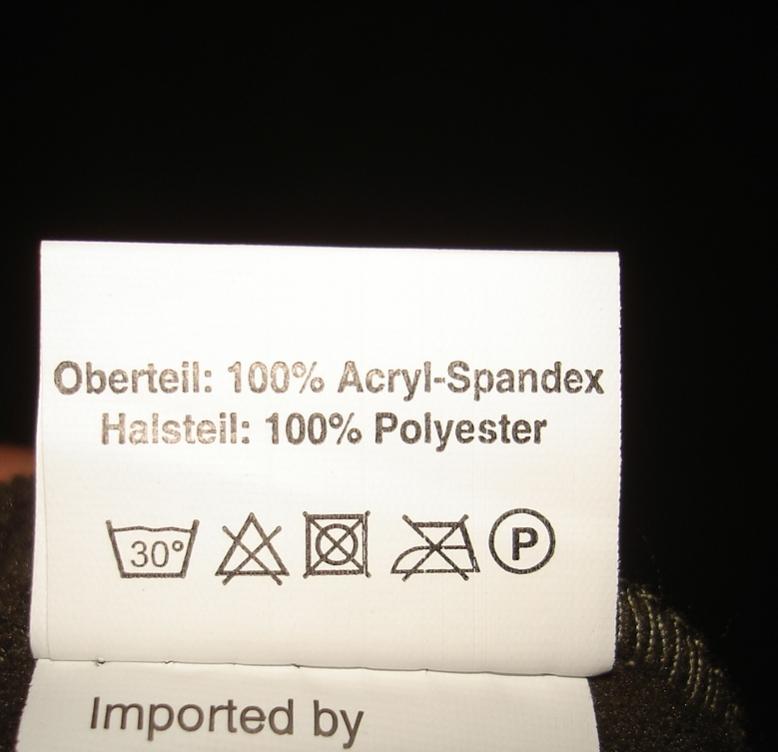 Oberteil: 100% Acryl-Spandex
Halsteil: 100% Polyester
30° P
Imported by